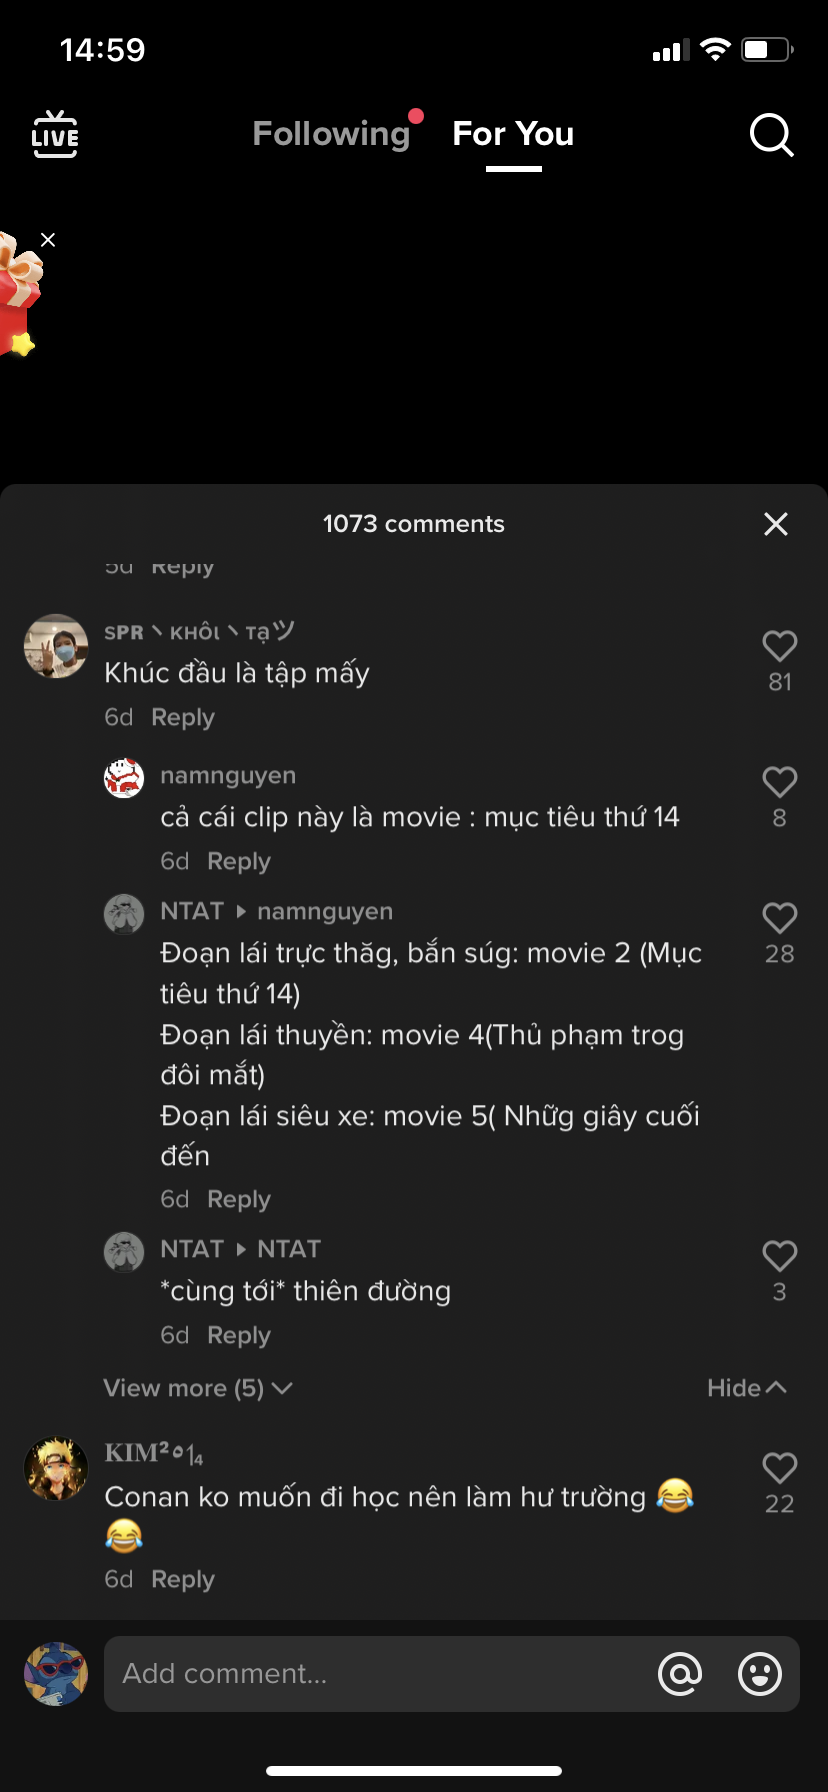 14:59
LIVE
Following For You
1073 comments
5d Reply
SPR丶KHÔI丶TẠツ
Khúc đầu là tập mấy
81
6d Reply
namnguyen
cả cái clip này là movie : mục tiêu thứ 14
8
6d Reply
NTAT ▸ namnguyen
Đoạn lái trực thăg, bắn súg: movie 2 (Mục
28
tiêu thứ 14)
Đoạn lái thuyền: movie 4(Thủ phạm trog
đôi mắt)
Đoạn lái siêu xe: movie 5( Nhữg giây cuối
đến
6d Reply
NTAT ▸ NTAT
*cùng tới* thiên đường
3
6d Reply
View more (5) Hide
KIM²⁰¼
Conan ko muốn đi học nên làm hư trường 😂
22
😂
6d Reply
Add comment...